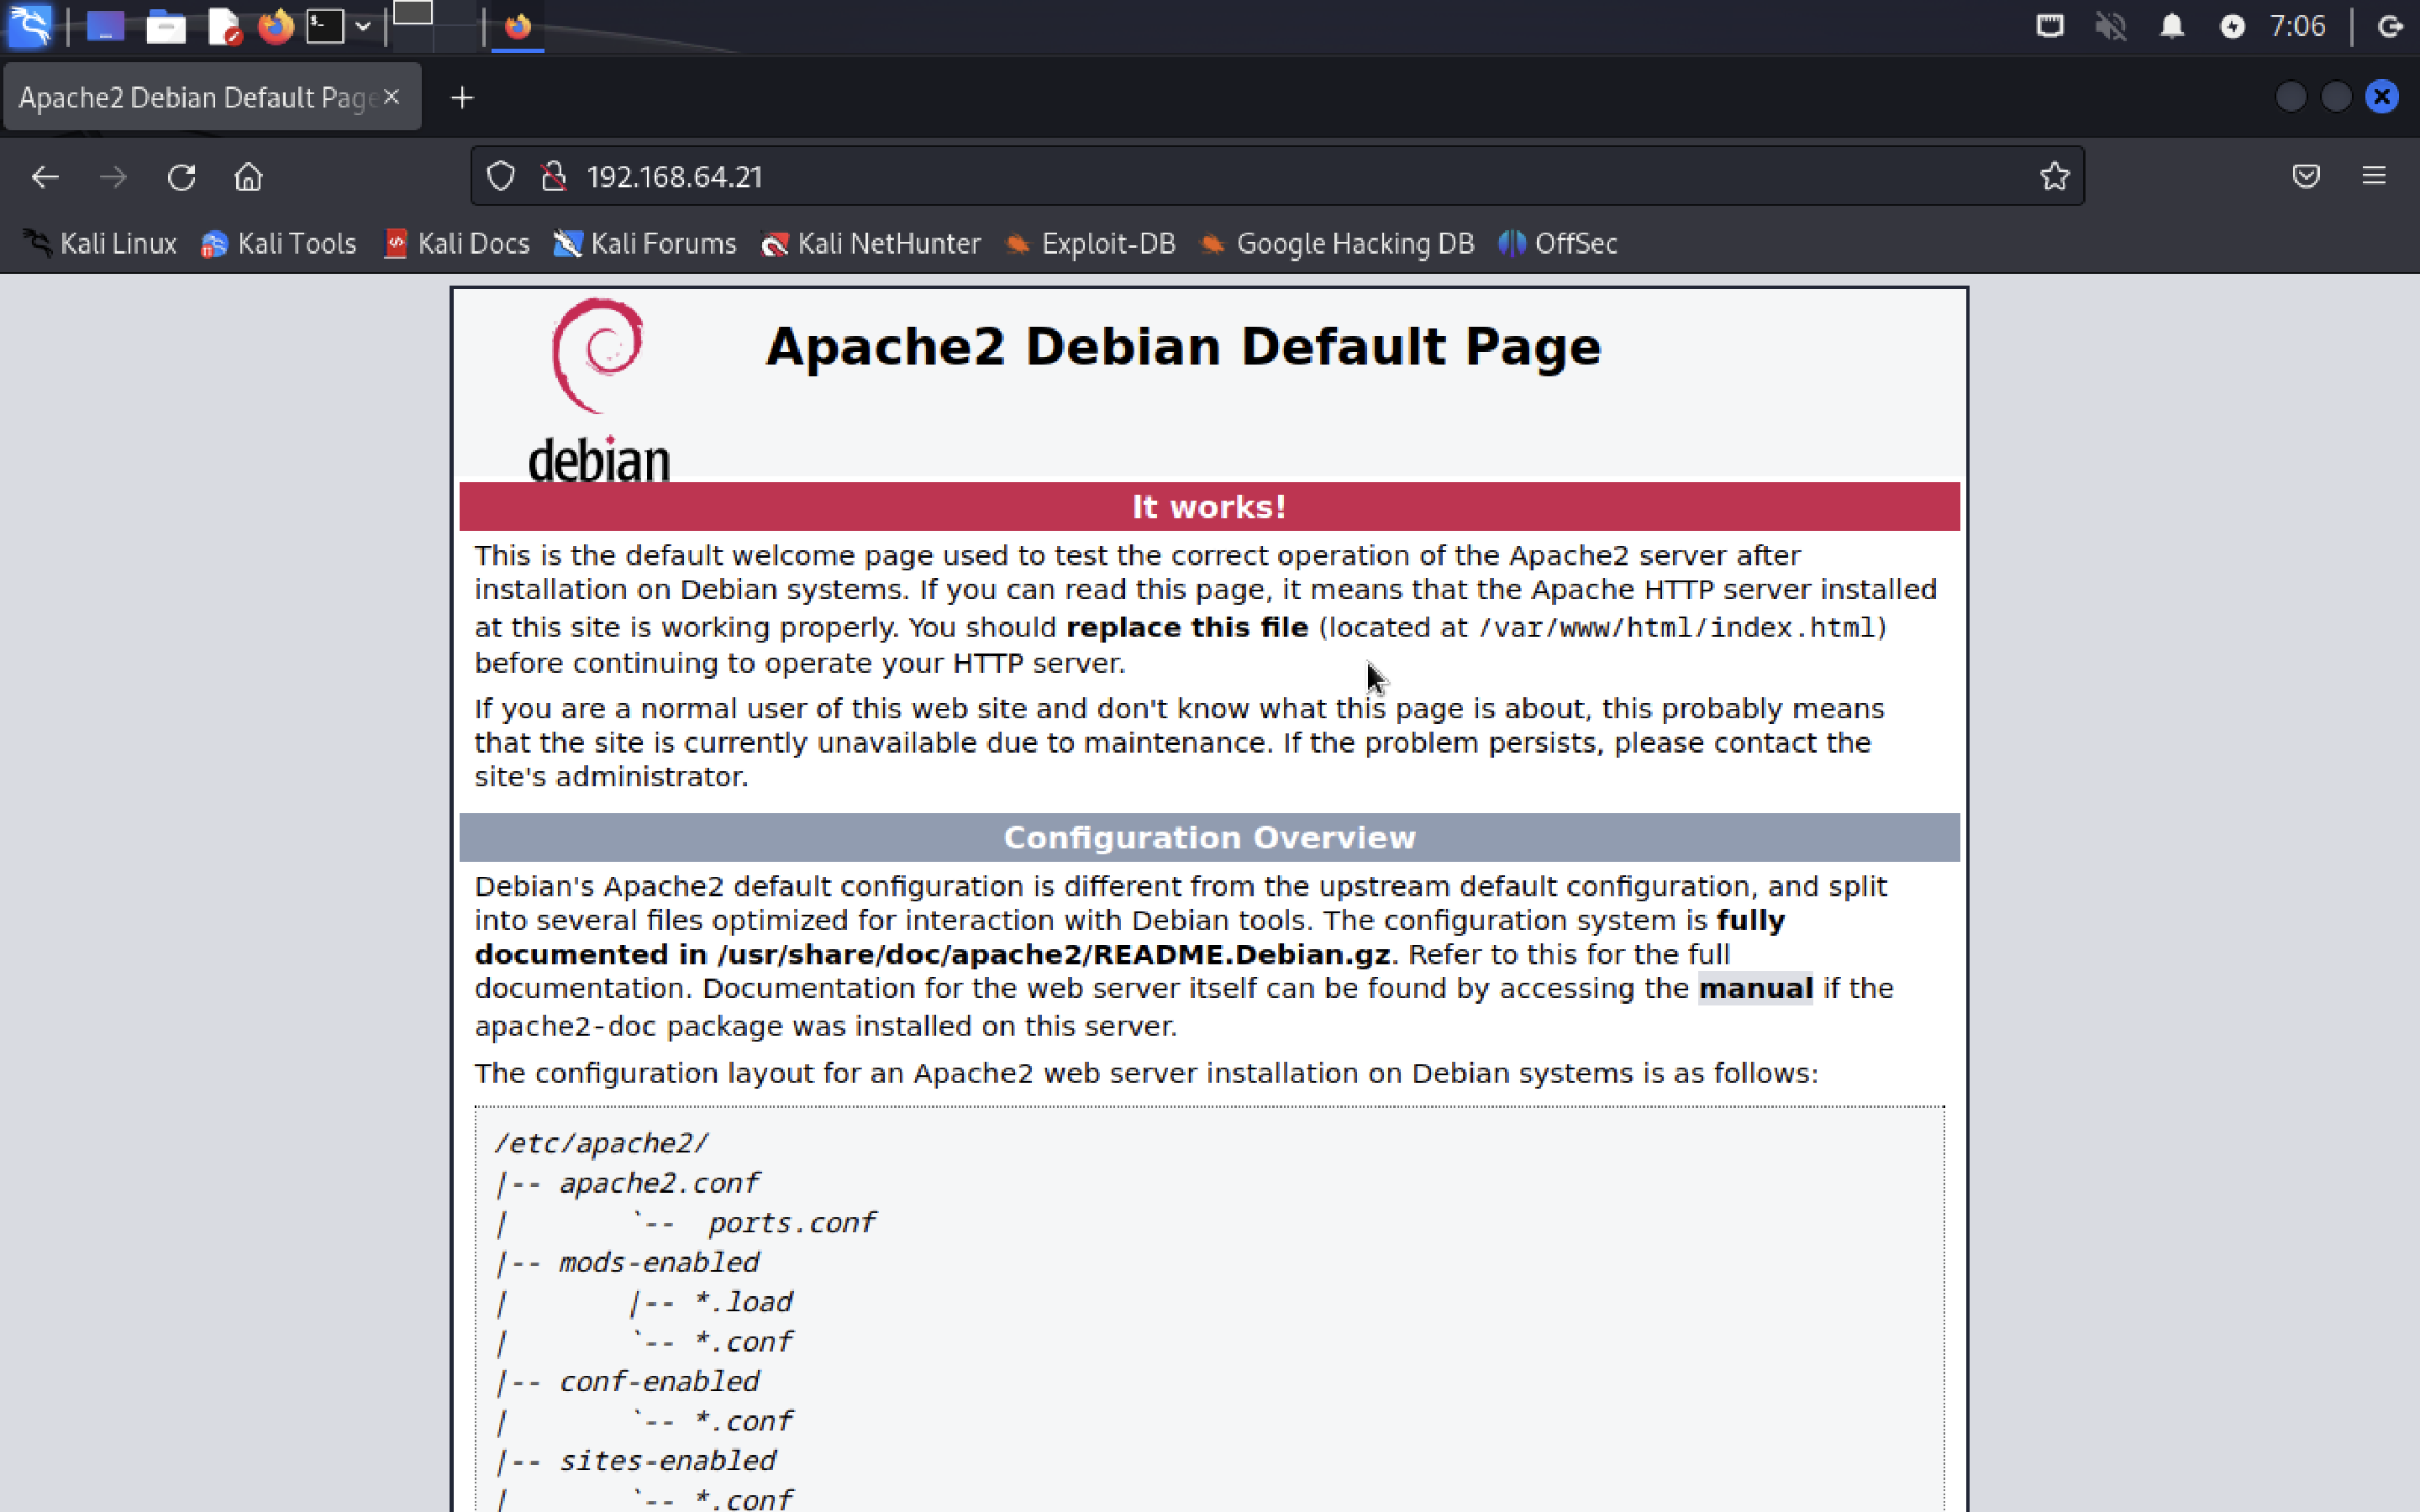 $_
7:06
Apache2 Debian Default Page
192.168.64.21
Kali Linux Kali Tools Kali Docs Kali Forums Kali NetHunter Exploit-DB Google Hacking DB OffSec
Apache2 Debian Default Page
debian
It works!
This is the default welcome page used to test the correct operation of the Apache2 server after
installation on Debian systems. If you can read this page, it means that the Apache HTTP server installed
at this site is working properly. You should replace this file (located at /var/www/html/index.html)
before continuing to operate your HTTP server.
If you are a normal user of this web site and don't know what this page is about, this probably means
that the site is currently unavailable due to maintenance. If the problem persists, please contact the
site's administrator.
Configuration Overview
Debian's Apache2 default configuration is different from the upstream default configuration, and split
into several files optimized for interaction with Debian tools. The configuration system is fully
documented in /usr/share/doc/apache2/README.Debian.gz. Refer to this for the full
documentation. Documentation for the web server itself can be found by accessing the manual if the
apache2-doc package was installed on this server.
The configuration layout for an Apache2 web server installation on Debian systems is as follows:
/etc/apache2/
|-- apache2.conf
|       `--  ports.conf
|-- mods-enabled
|       |-- *.load
|       `-- *.conf
|-- conf-enabled
|       `-- *.conf
|-- sites-enabled
|       `-- *.conf